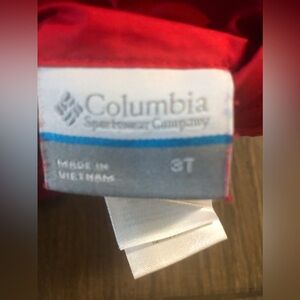 Columbia
Sportswear Company
MADE IN
VIETNAM
3T